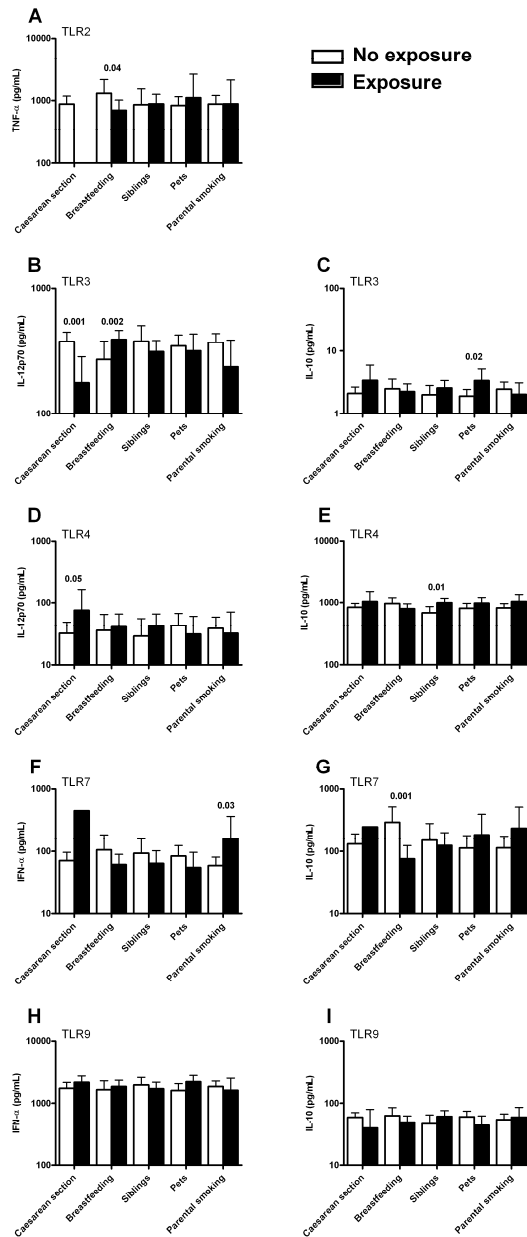 A
TLR2
No exposure
Exposure
0.04
TNF-α (pg/mL)
10000
1000
100
Caesarean section
Breastfeeding
Siblings
Pets
Parental smoking
B
TLR3
0.001
0.002
IL-12p70 (pg/mL)
1000
100
Caesarean section
Breastfeeding
Siblings
Pets
Parental smoking
C
TLR3
0.02
IL-10 (pg/mL)
100
10
1
Caesarean section
Breastfeeding
Siblings
Pets
Parental smoking
D
TLR4
0.05
IL-12p70 (pg/mL)
1000
100
10
Caesarean section
Breastfeeding
Siblings
Pets
Parental smoking
E
TLR4
0.01
IL-10 (pg/mL)
10000
1000
100
Caesarean section
Breastfeeding
Siblings
Pets
Parental smoking
F
TLR7
0.03
IFN-α (pg/mL)
1000
100
10
Caesarean section
Breastfeeding
Siblings
Pets
Parental smoking
G
TLR7
0.001
IL-10 (pg/mL)
1000
100
10
Caesarean section
Breastfeeding
Siblings
Pets
Parental smoking
H
TLR9
IFN-α (pg/mL)
10000
1000
100
Caesarean section
Breastfeeding
Siblings
Pets
Parental smoking
I
TLR9
IL-10 (pg/mL)
1000
100
10
Caesarean section
Breastfeeding
Siblings
Pets
Parental smoking